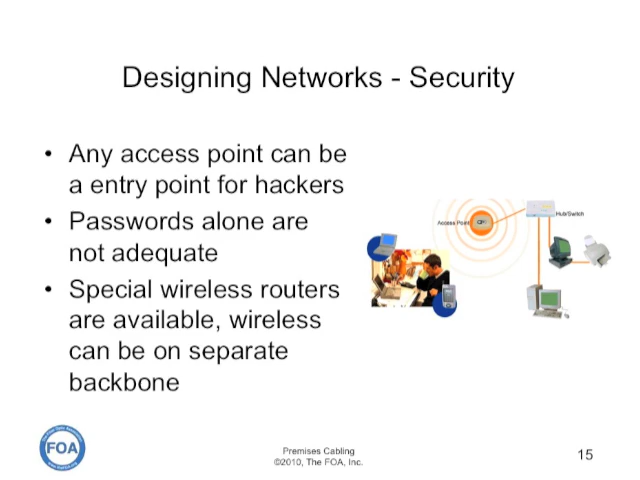 Designing Networks - Security
• Any access point can be
a entry point for hackers
• Passwords alone are
not adequate
• Special wireless routers
are available, wireless
can be on separate
backbone
Access Point
Hub/Switch
FOA
Premises Cabling
©2010, The FOA, Inc.
15